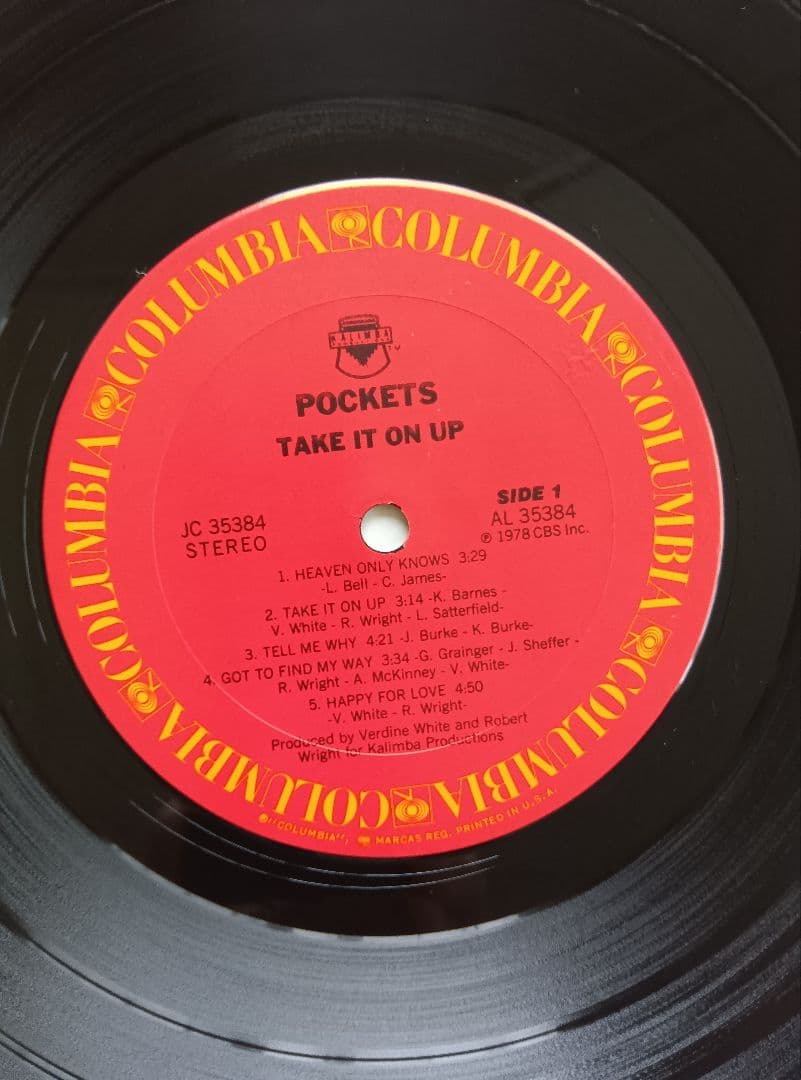 COLUMBIA COLUMBIA COLUMBIA COLUMBIA COLUMBIA COLUMBIA COLUMBIA
KALIMBA
TM
POCKETS
TAKE IT ON UP
SIDE 1
JC 35384
AL 35384
STEREO
℗ 1978 CBS Inc.
1. HEAVEN ONLY KNOWS 3:29
-L. Bell - C. James-
2. TAKE IT ON UP 3:14 -K. Barnes -
V. White - R. Wright - L. Satterfield-
3. TELL ME WHY 4:21 -J. Burke - K. Burke-
4. GOT TO FIND MY WAY 3:34 -G. Grainger - J. Sheffer -
R. Wright - A. McKinney - V. White-
5. HAPPY FOR LOVE 4:50
-V. White - R. Wright-
Produced by Verdine White and Robert
Wright for Kalimba Productions
"COLUMBIA", MARCAS REG. PRINTED IN U.S.A.